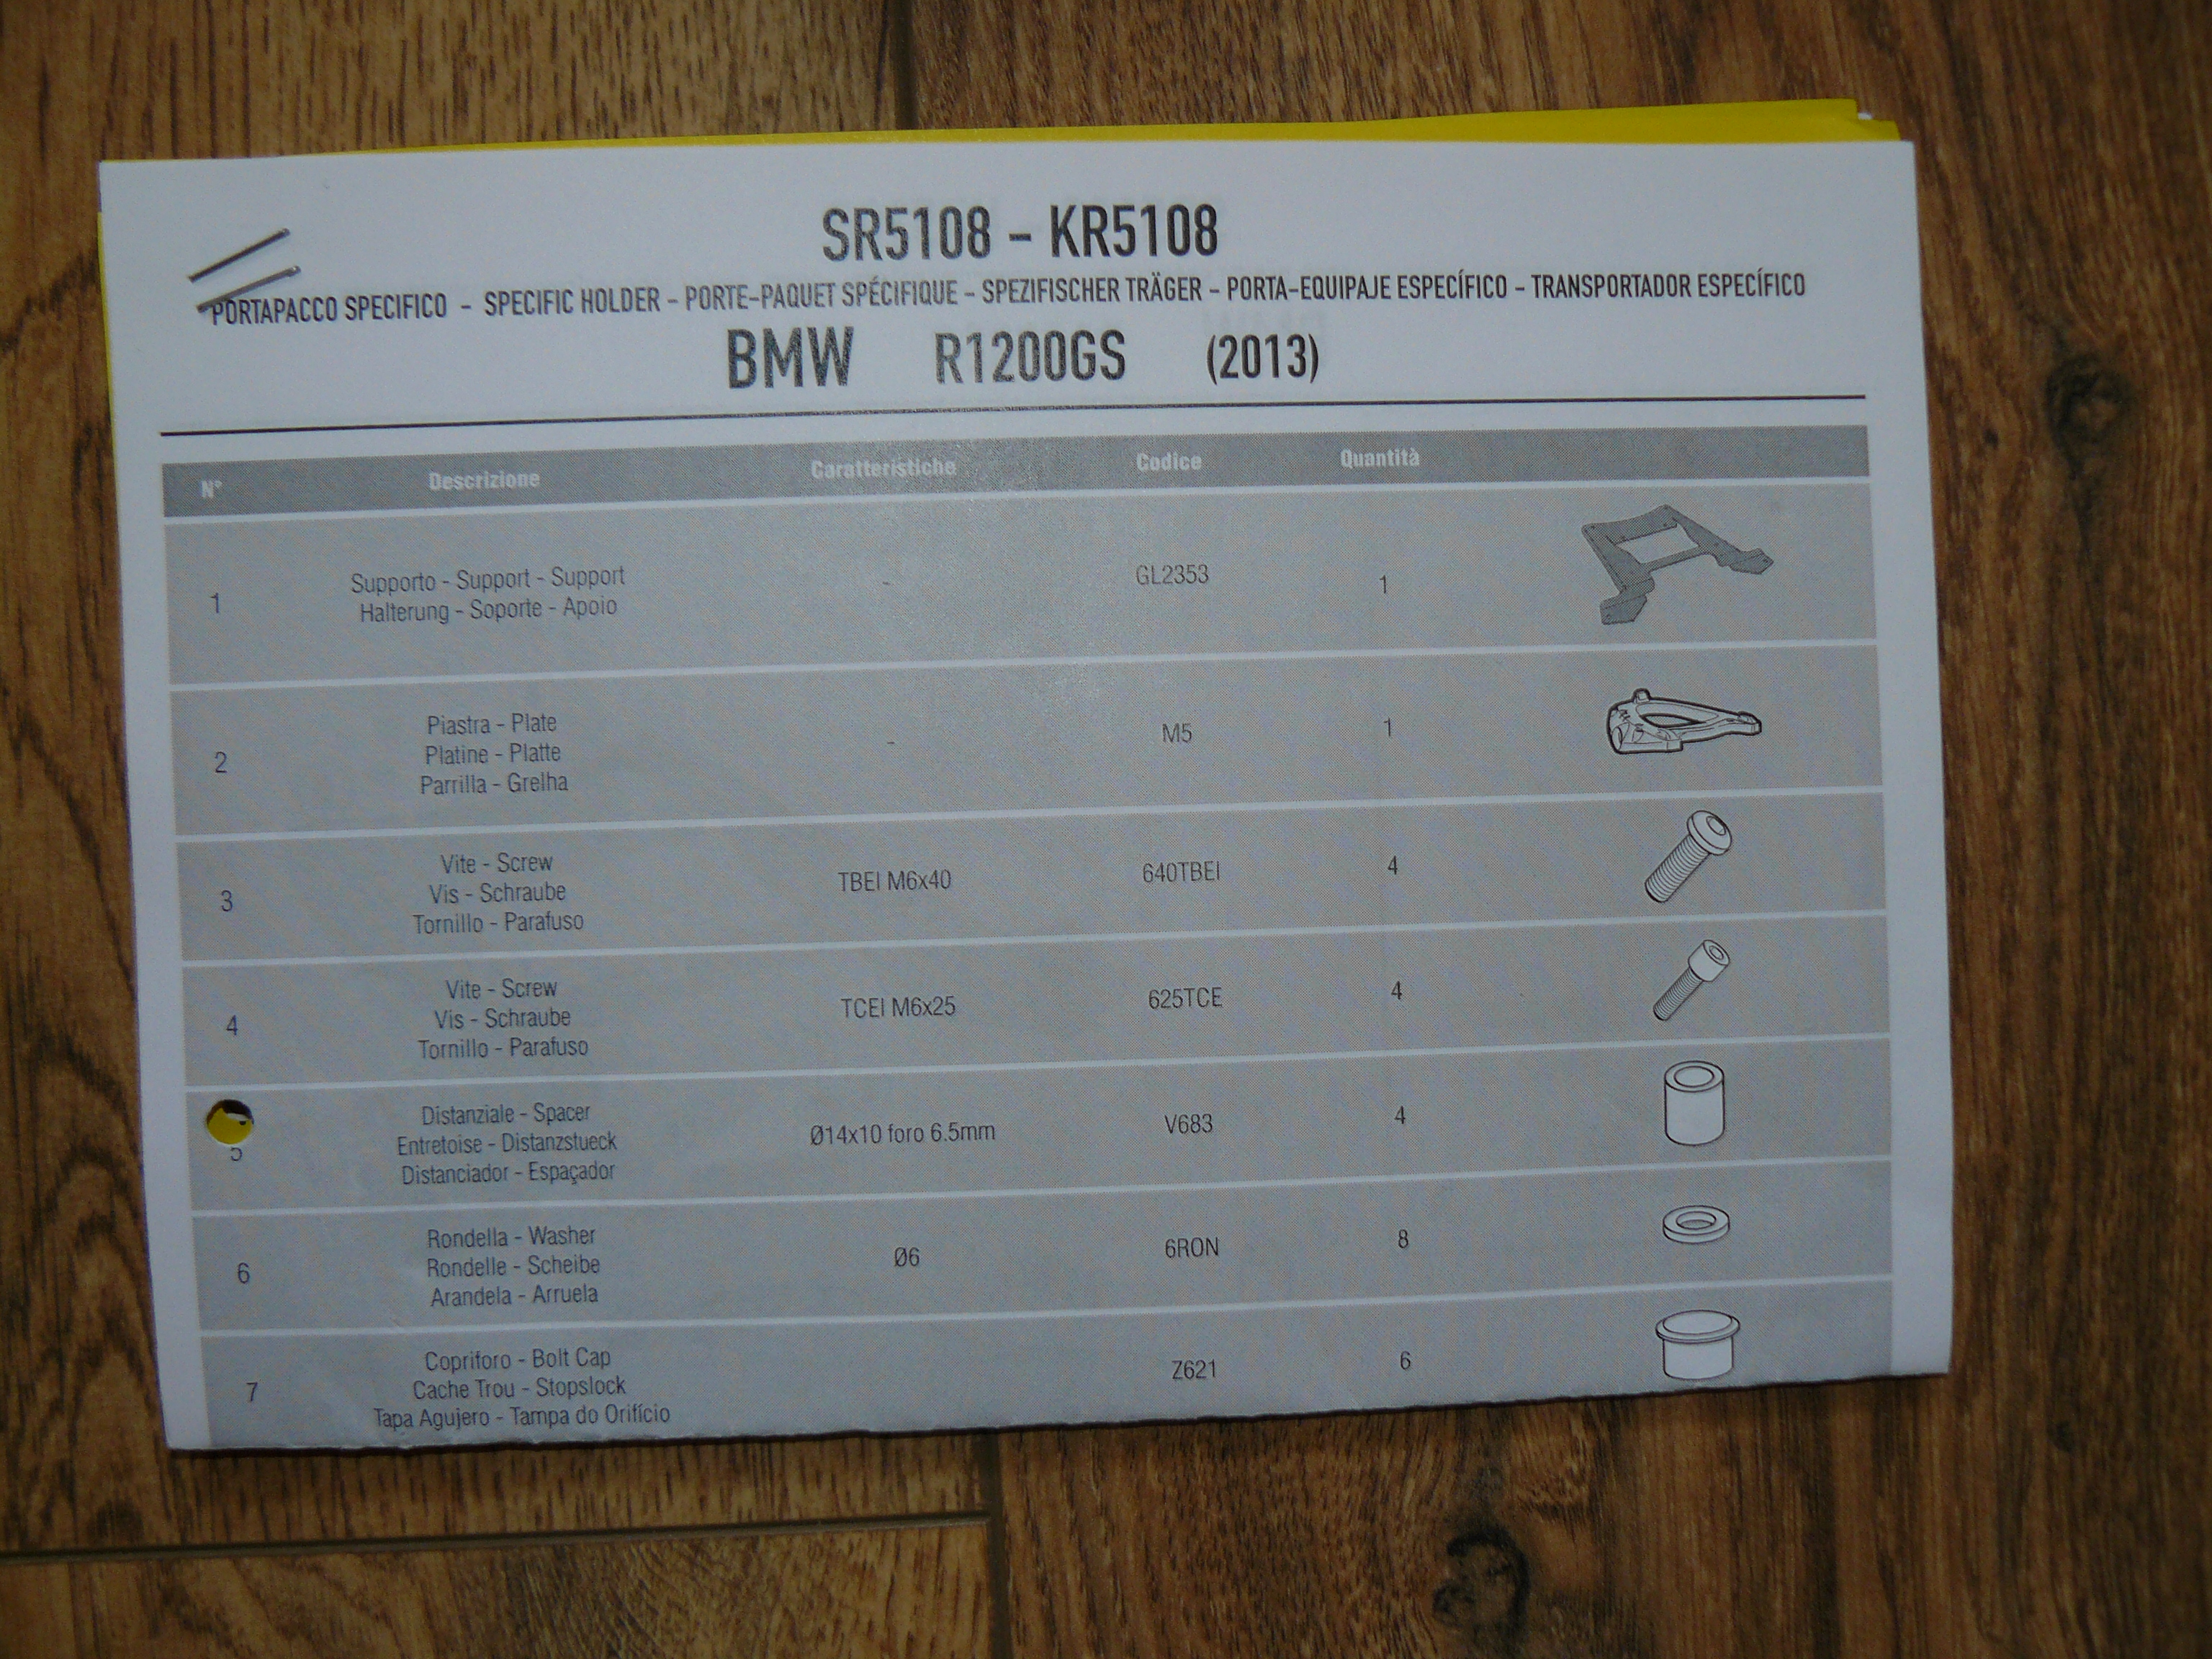 SR5108 – KR5108
PORTAPACCO SPECIFICO – SPECIFIC HOLDER – PORTE-PAQUET SPÉCIFIQUE – SPEZIFISCHER TRÄGER – PORTA-EQUIPAJE ESPECÍFICO – TRANSPORTADOR ESPECÍFICO
BMW R1200GS (2013)
N° Descrizione Caratteristiche Codice Quantità
1 Supporto - Support - Support - GL2353 1
Halterung - Soporte - Apoio
Piastra - Plate
2 Platine - Platte - M5 1
Parrilla - Grelha
Vite - Screw
3 Vis - Schraube TBEI M6x40 640TBEI 4
Tornillo - Parafuso
Vite - Screw
4 Vis - Schraube TCEI M6x25 625TCE 4
Tornillo - Parafuso
Distanziale - Spacer
5 Entretoise - Distanzstueck Ø14x10 foro 6.5mm V683 4
Distanciador - Espaçador
Rondella - Washer
6 Rondelle - Scheibe Ø6 6RON 8
Arandela - Arruela
Copriforo - Bolt Cap
7 Cache Trou - Stopslock Z621 6
Tapa Agujero - Tampa do Orifício